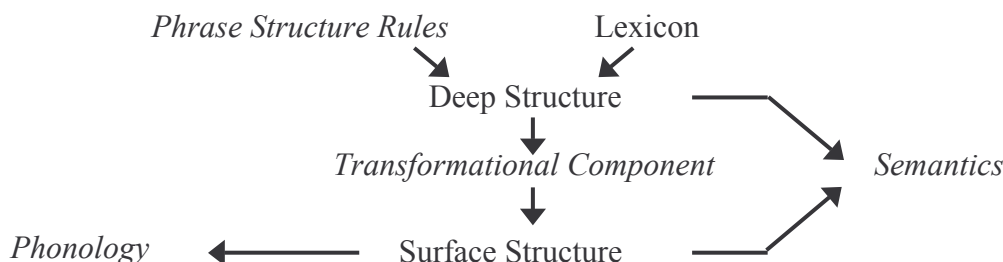 Phrase Structure Rules Lexicon
Deep Structure
Transformational Component Semantics
Phonology Surface Structure